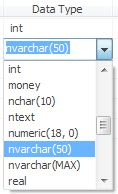 Data Type
int
nvarchar(50)
int
money
nchar(10)
ntext
numeric(18, 0)
nvarchar(50)
nvarchar(MAX)
real